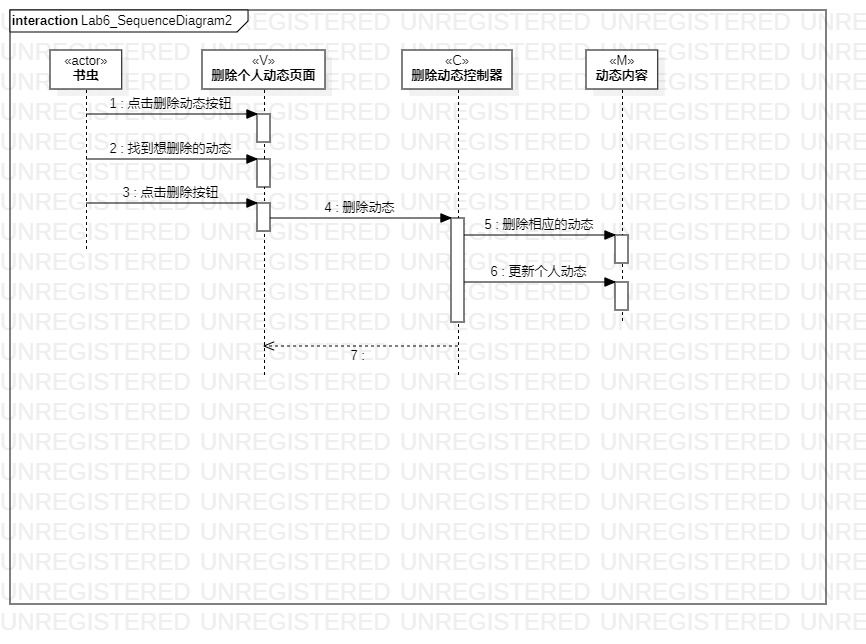 interaction Lab6_SequenceDiagram2
«actor»
书虫
«V»
删除个人动态页面
«C»
删除动态控制器
«M»
动态内容
1 : 点击删除动态按钮
2 : 找到想删除的动态
3 : 点击删除按钮
4 : 删除动态
5 : 删除相应的动态
6 : 更新个人动态
7 :
UNREGISTERED UNREGISTERED UNREGISTERED UNREGISTERED UNREGISTERED